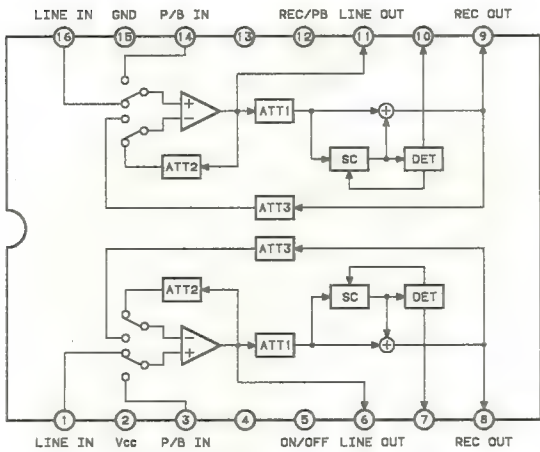 LINE IN GND P/B IN REC/PB LINE OUT REC OUT
16 15 14 13 12 11 10 9
+
−
ATT1
+
ATT2
SC
DET
ATT3
ATT3
ATT2
SC
DET
−
+
ATT1
+
1 2 3 4 5 6 7 8
LINE IN Vcc P/B IN ON/OFF LINE OUT REC OUT